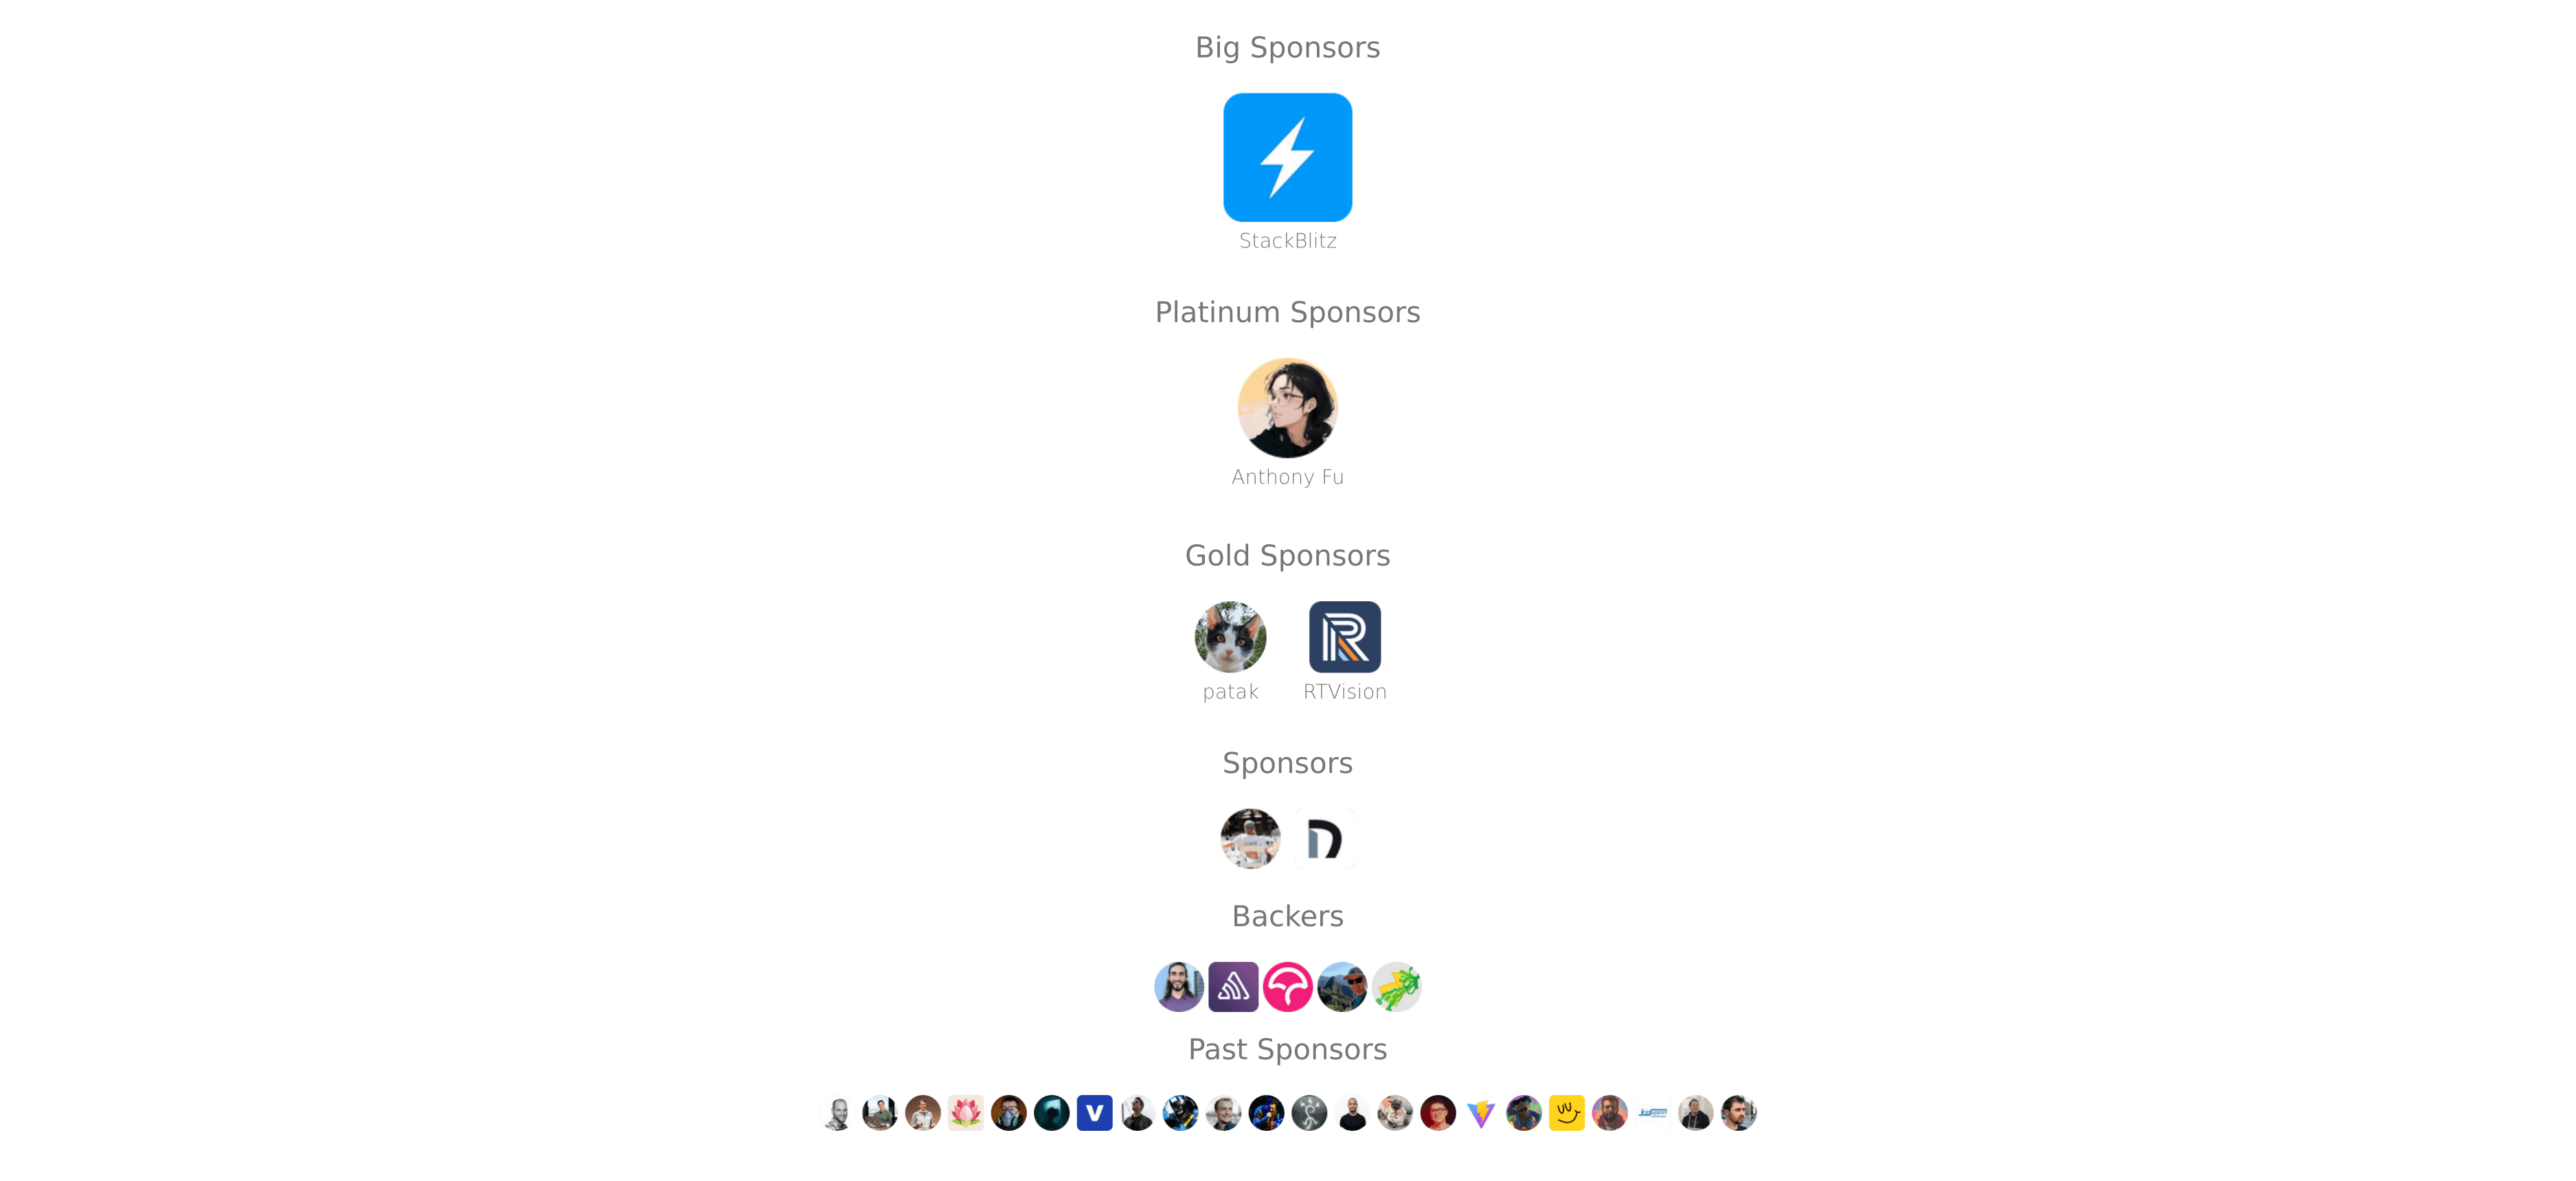 Big Sponsors
StackBlitz
Platinum Sponsors
Anthony Fu
Gold Sponsors
patak
RTVision
Sponsors
Backers
Past Sponsors